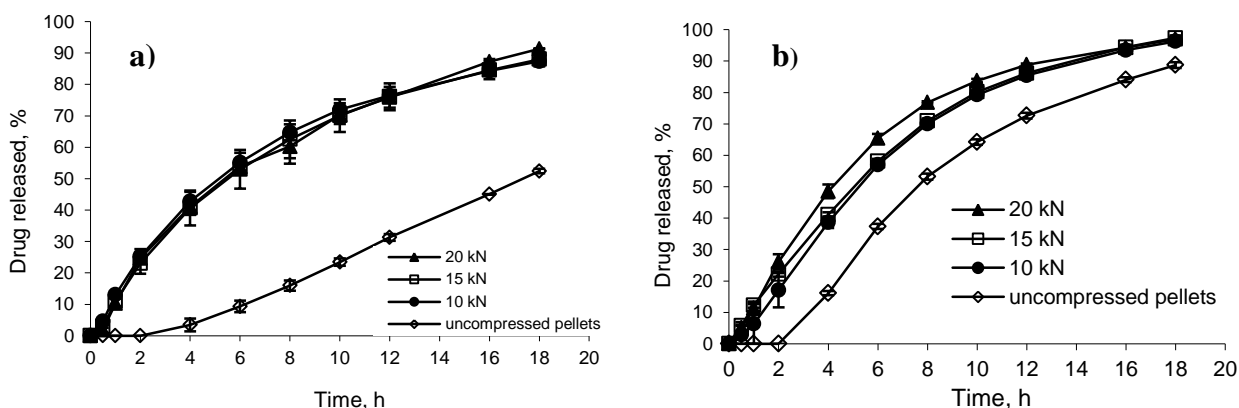 a)
Drug released, %
100
90
80
70
60
50
40
30
20
10
0
20 kN
15 kN
10 kN
uncompressed pellets
0 2 4 6 8 10 12 14 16 18 20
Time, h
b)
Drug released, %
100
90
80
70
60
50
40
30
20
10
0
20 kN
15 kN
10 kN
uncompressed pellets
0 2 4 6 8 10 12 14 16 18 20
Time, h